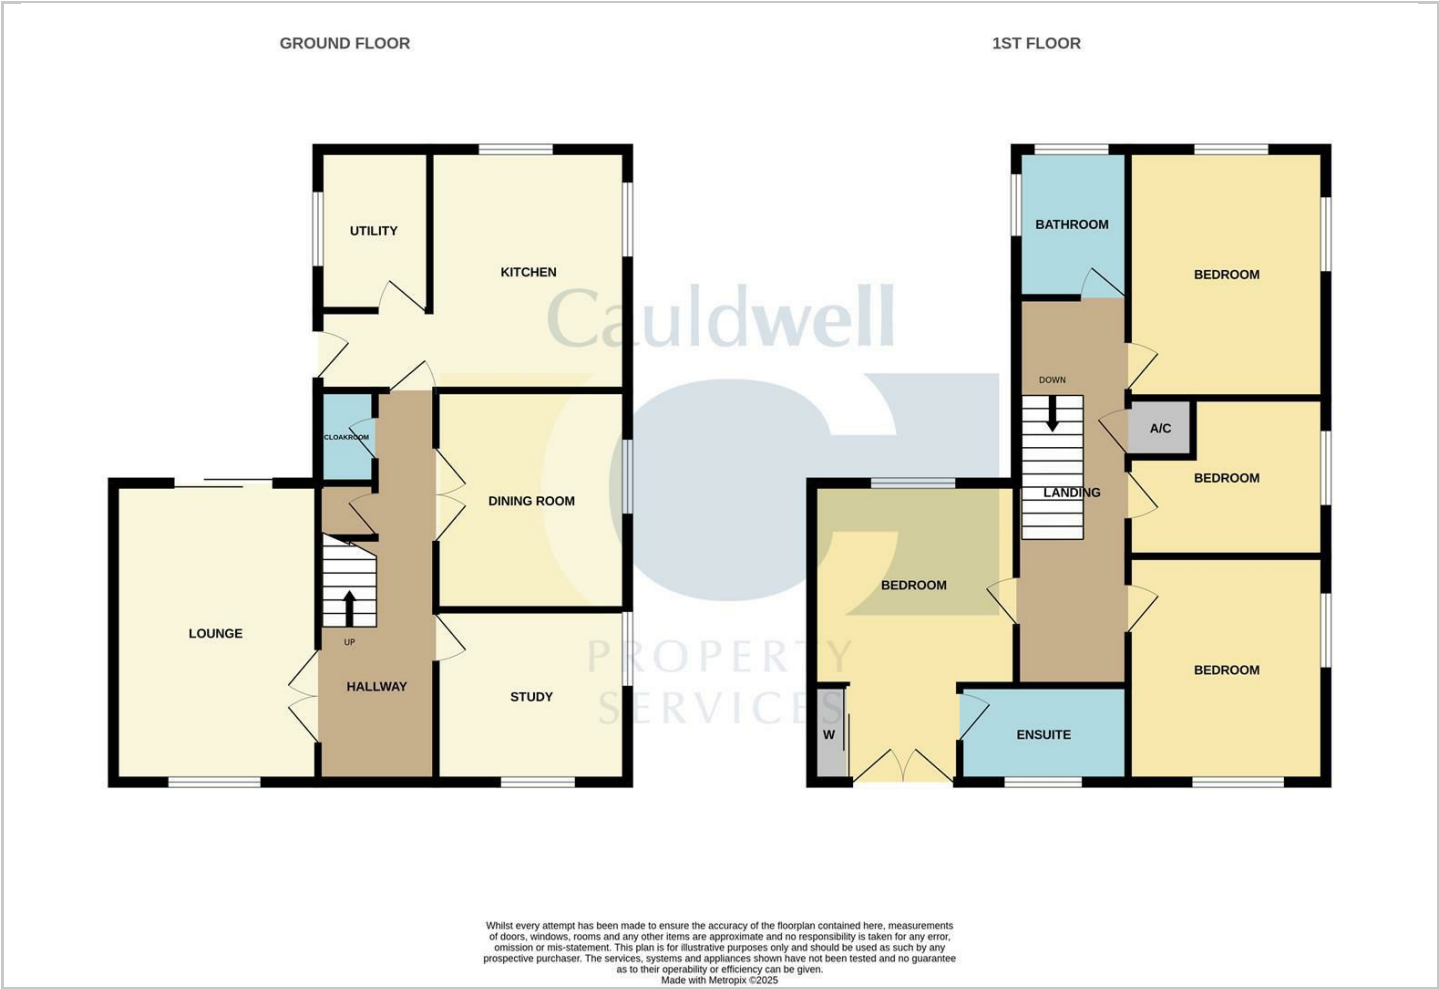 GROUND FLOOR
1ST FLOOR
UTILITY
KITCHEN
CLOAKROOM
DINING ROOM
LOUNGE
UP
HALLWAY
STUDY
BATHROOM
BEDROOM
DOWN
A/C
BEDROOM
LANDING
BEDROOM
BEDROOM
W
ENSUITE
Cauldwell
PROPERTY
SERVICES
Whilst every attempt has been made to ensure the accuracy of the floorplan contained here, measurements
of doors, windows, rooms and any other items are approximate and no responsibility is taken for any error,
omission or mis-statement. This plan is for illustrative purposes only and should be used as such by any
prospective purchaser. The services, systems and appliances shown have not been tested and no guarantee
as to their operability or efficiency can be given.
Made with Metropix ©2025